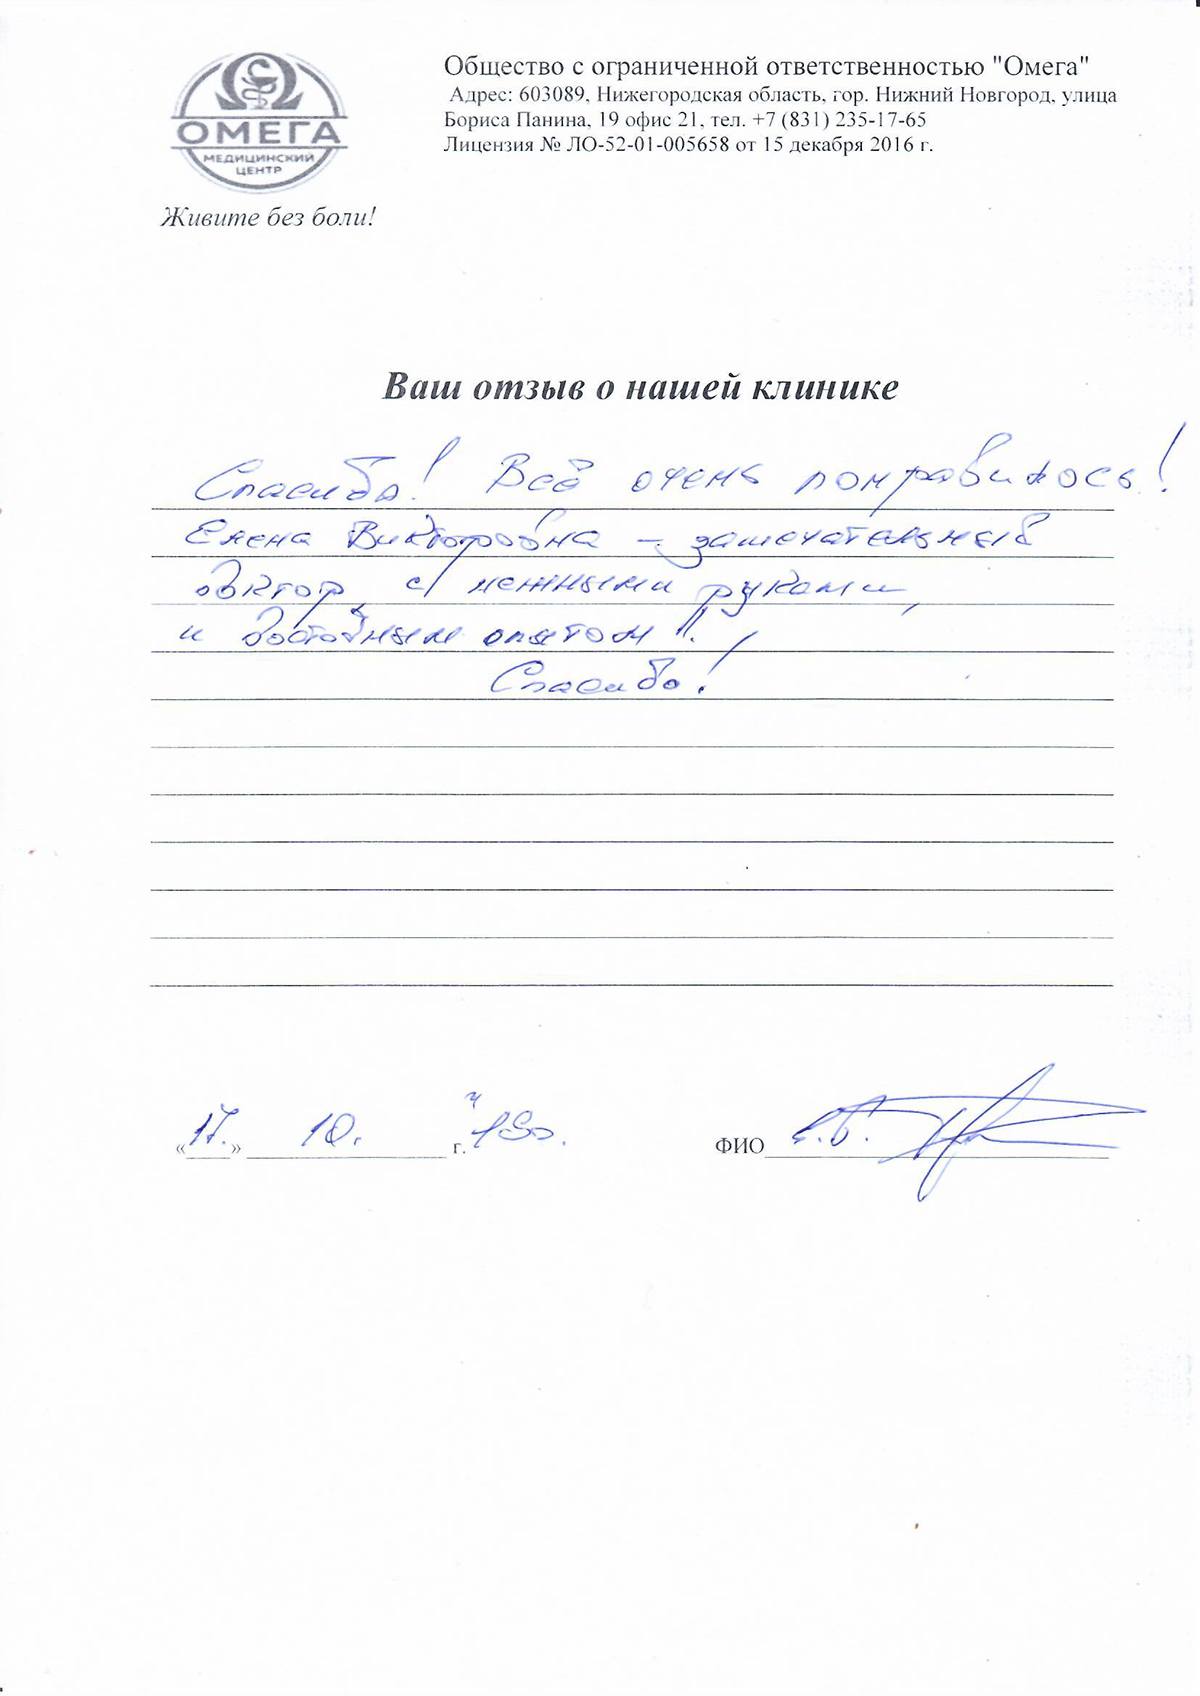 ОМЕГА
МЕДИЦИНСКИЙ
ЦЕНТР
Живите без боли!
Общество с ограниченной ответственностью "Омега"
Адрес: 603089, Нижегородская область, гор. Нижний Новгород, улица
Бориса Панина, 19 офис 21, тел. +7 (831) 235-17-65
Лицензия № ЛО-52-01-005658 от 15 декабря 2016 г.
Ваш отзыв о нашей клинике
Спасибо! Всё очень понравилось!
Елена Викторовна - замечательный
доктор с нежными руками,
и достойным опытом!!
Спасибо!
«17.» 10. г.
ФИО Е.Б.